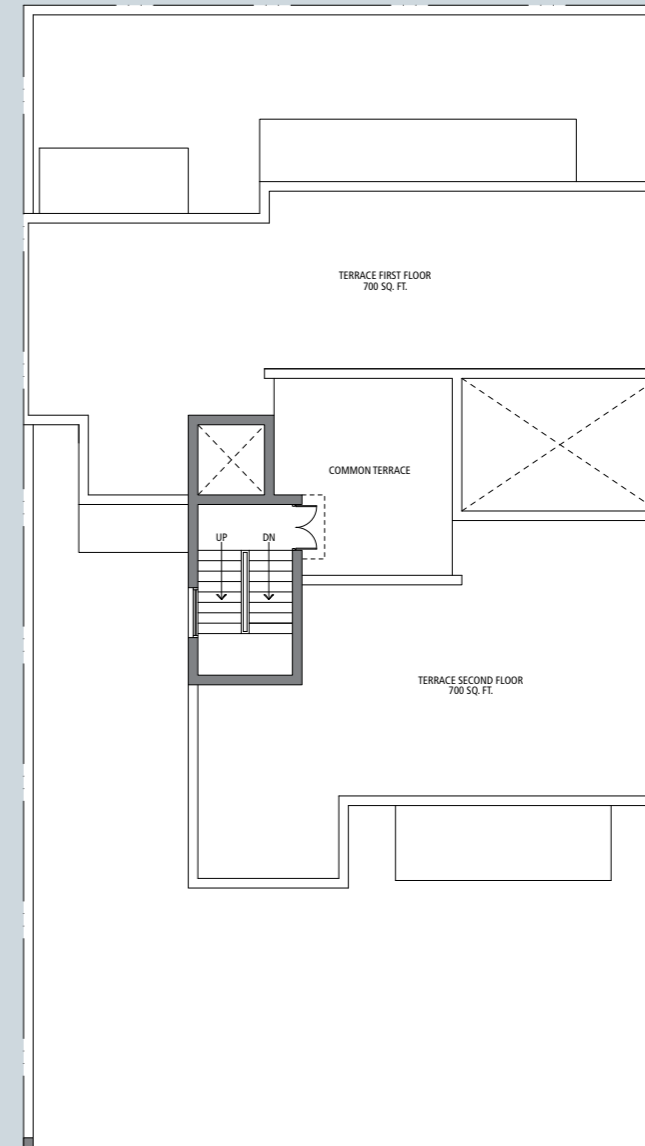 TERRACE FIRST FLOOR
700 SQ. FT.
COMMON TERRACE
UP
DN
TERRACE SECOND FLOOR
700 SQ. FT.